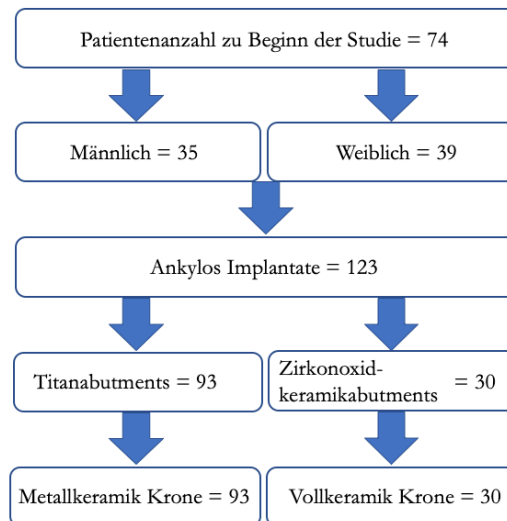 Patientenanzahl zu Beginn der Studie = 74
Männlich = 35
Weiblich = 39
Ankylos Implantate = 123
Titanabutments = 93
Zirkonoxid-
keramikabutments = 30
Metallkeramik Krone = 93
Vollkeramik Krone = 30